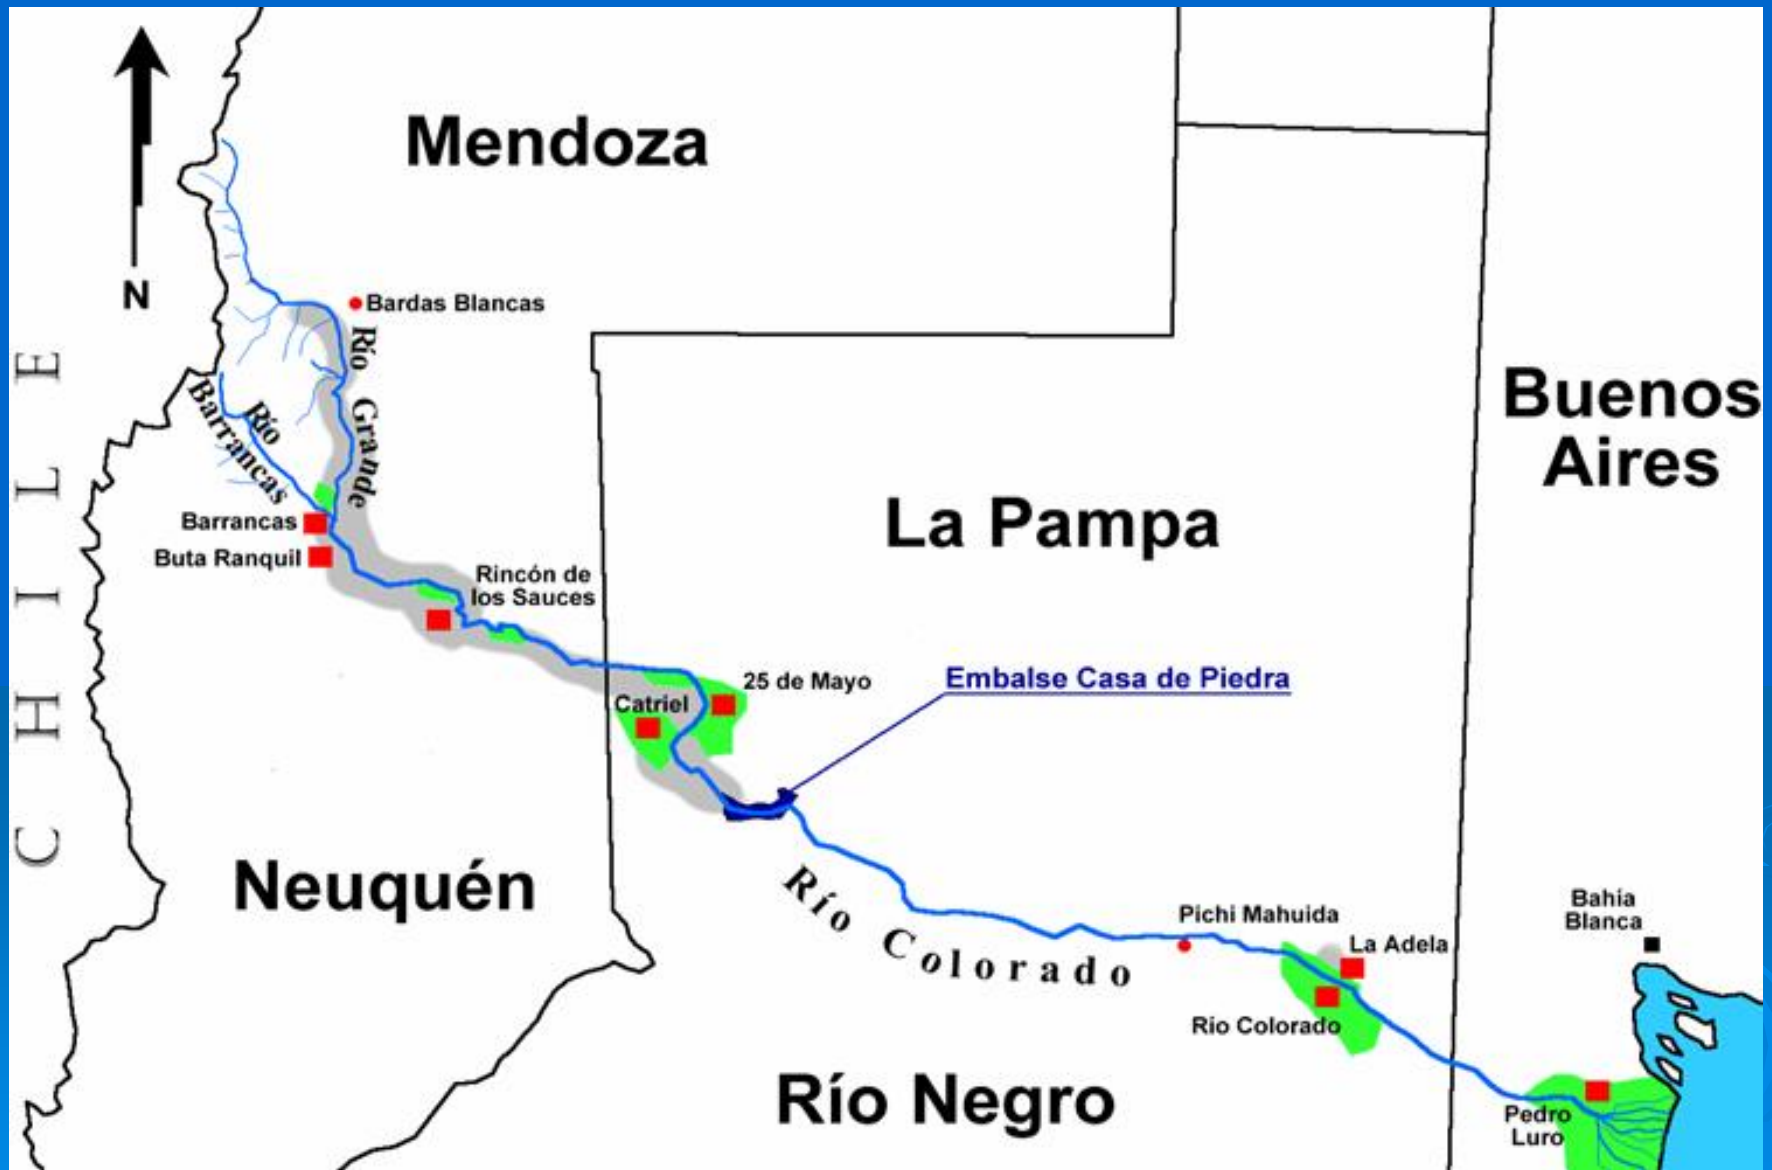 Mendoza
N
Bardas Blancas
Río Grande
CHILE
Río
Barrancas
Buenos
Aires
La Pampa
Barrancas
Buta Ranquil
Rincón de
los Sauces
25 de Mayo
Embalse Casa de Piedra
Catriel
Neuquén
Río Colorado
Pichi Mahuida
Bahia
Blanca
La Adela
Rio Colorado
Río Negro
Pedro
Luro